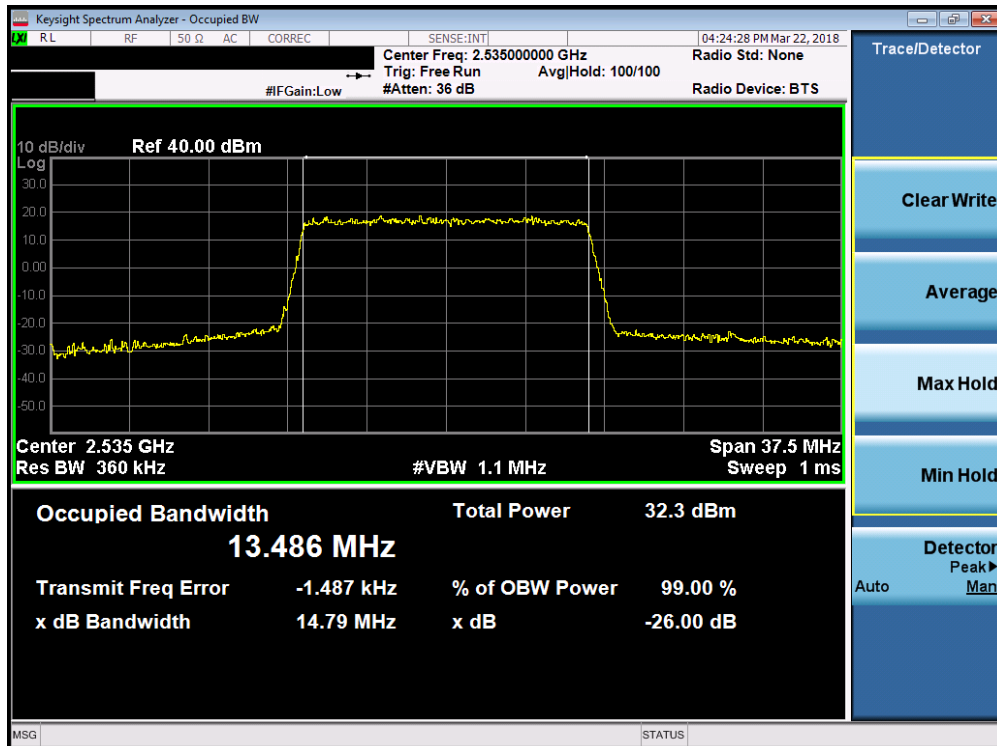 Keysight Spectrum Analyzer - Occupied BW
LXI RL RF 50 Ω AC CORREC SENSE:INT 04:24:28 PM Mar 22, 2018
Center Freq: 2.535000000 GHz Radio Std: None
Trig: Free Run Avg|Hold: 100/100
#IFGain:Low #Atten: 36 dB Radio Device: BTS
10 dB/div Ref 40.00 dBm
Log
30.0
20.0
10.0
0.00
-10.0
-20.0
-30.0
-40.0
-50.0
Center 2.535 GHz Span 37.5 MHz
Res BW 360 kHz #VBW 1.1 MHz Sweep 1 ms
Occupied Bandwidth Total Power 32.3 dBm
13.486 MHz
Transmit Freq Error -1.487 kHz % of OBW Power 99.00 %
x dB Bandwidth 14.79 MHz x dB -26.00 dB
MSG STATUS
Trace/Detector
Clear Write
Average
Max Hold
Min Hold
Detector
Peak▶
Auto Man